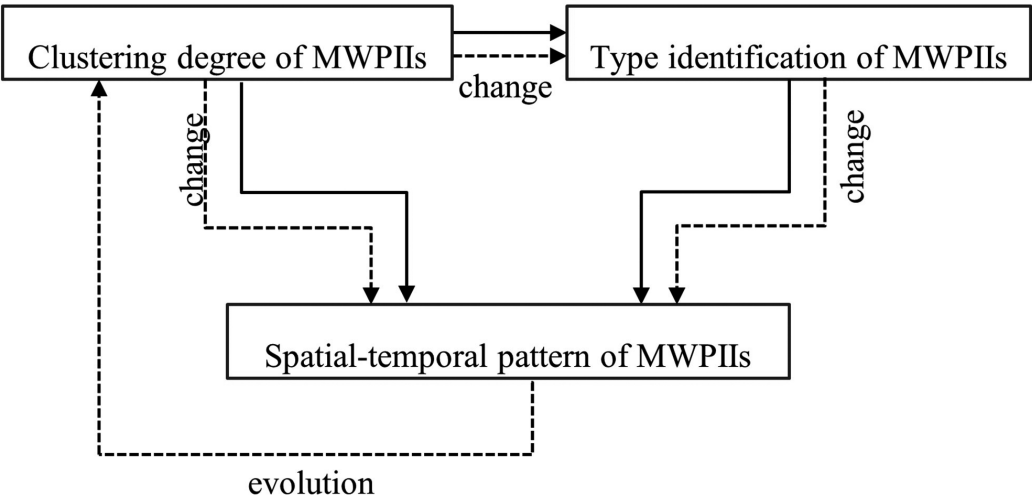 Clustering degree of MWPIIs
Type identification of MWPIIs
change
change
change
Spatial-temporal pattern of MWPIIs
evolution